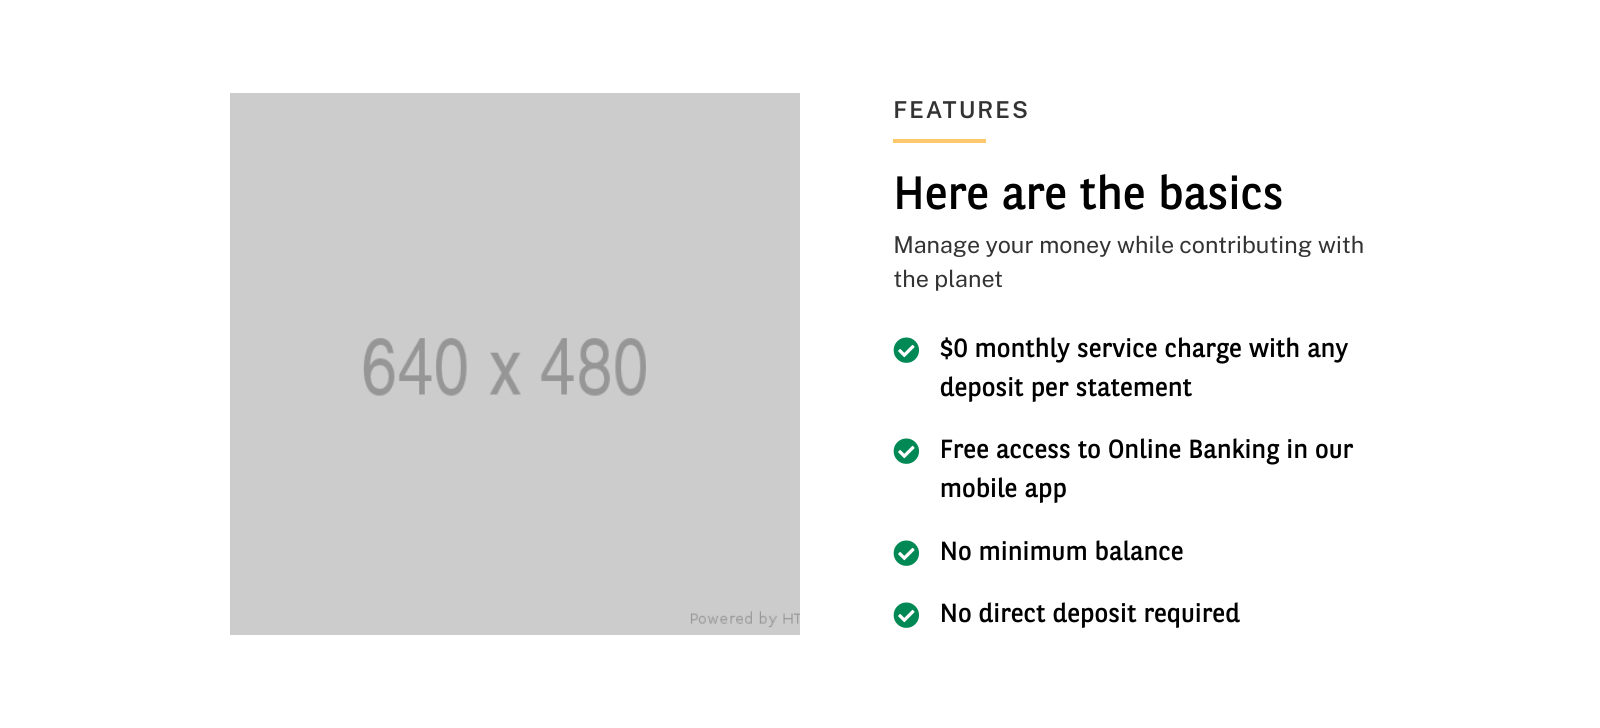 640 x 480
Powered by HT
FEATURES
Here are the basics
Manage your money while contributing with
the planet
$0 monthly service charge with any
deposit per statement
Free access to Online Banking in our
mobile app
No minimum balance
No direct deposit required